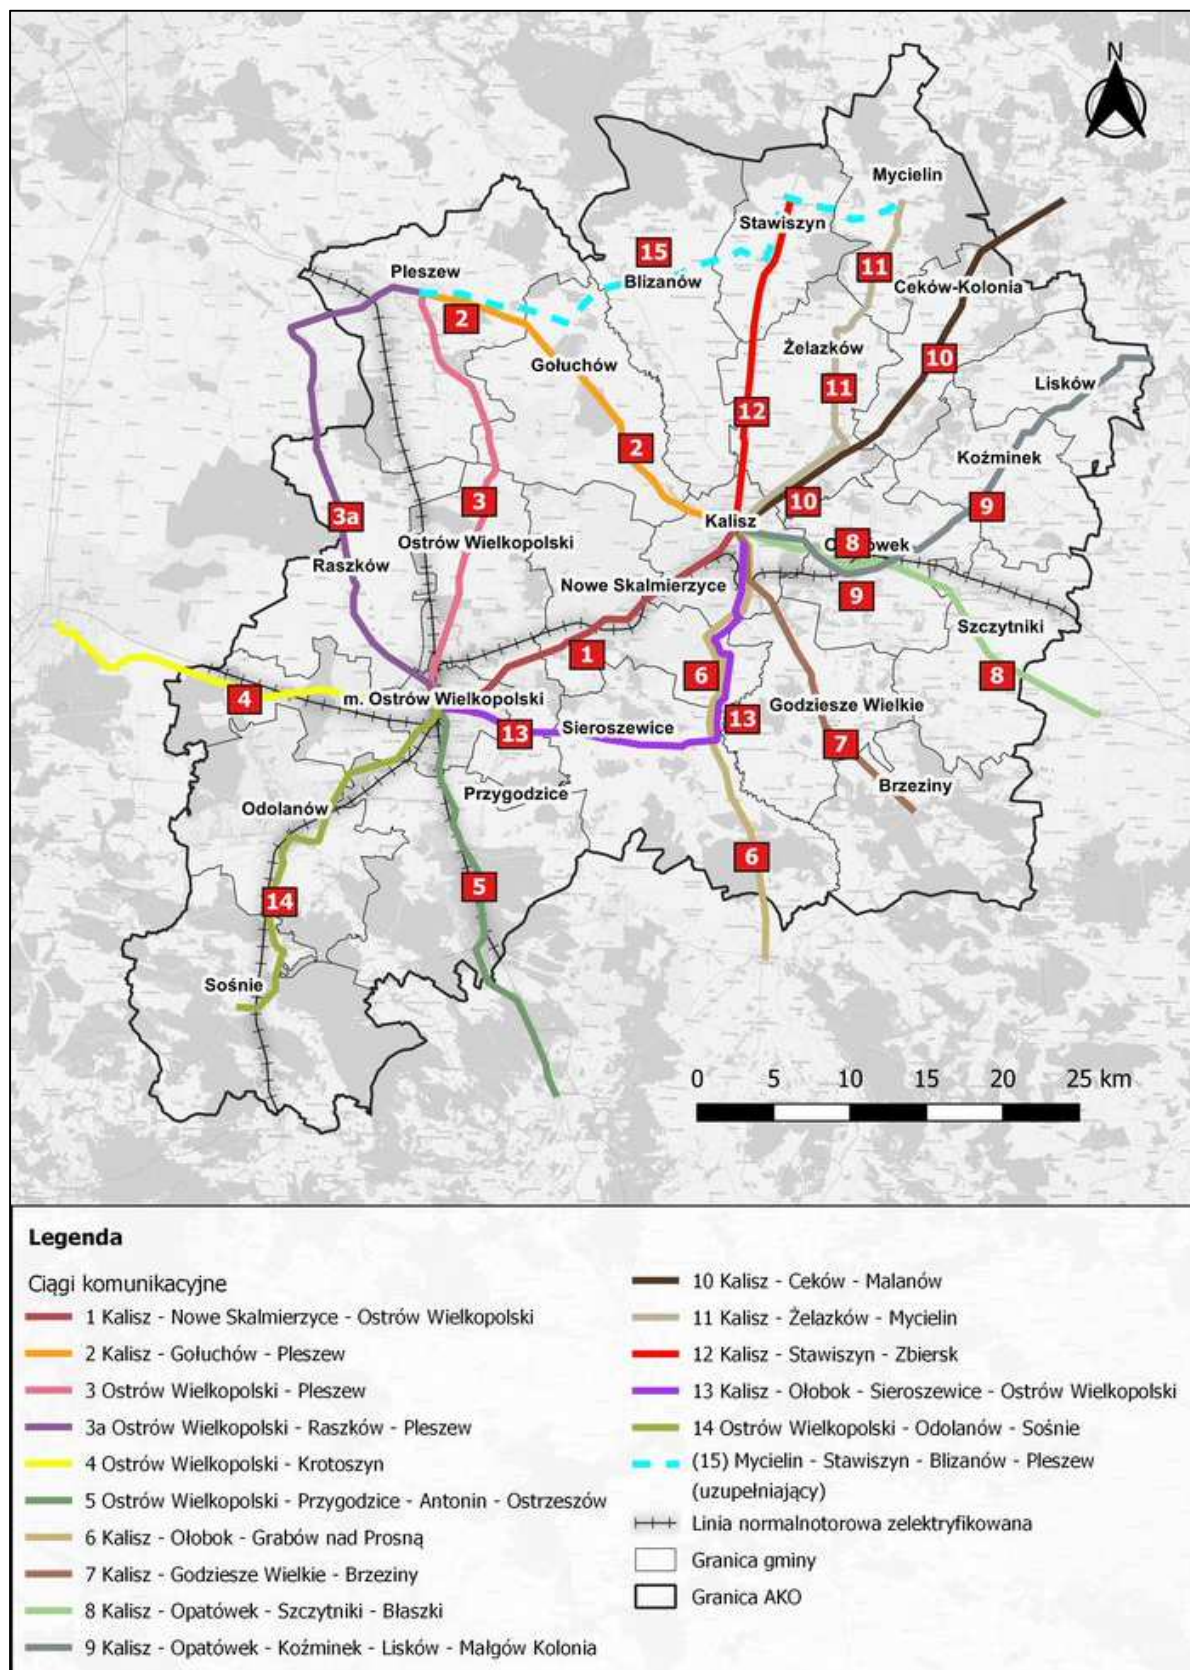 N
Mycielin
Stawiszyn
15
Blizanów
11
Pleszew
Ceków-Kolonia
2
Żelazków
10
Gołuchów
11
Lisków
12
2
Koźminek
3
10
9
3a
Kalisz
Ostrów Wielkopolski
8
Raszków
Nowe Skalmierzyce
9
Szczytniki
1
6
8
4
m. Ostrów Wielkopolski
13
Godziesze Wielkie
13
Sieroszewice
7
Przygodzice
Brzeziny
Odolanów
6
5
14
Sośnie
0 5 10 15 20 25 km
Legenda
Ciągi komunikacyjne
1 Kalisz - Nowe Skalmierzyce - Ostrów Wielkopolski
2 Kalisz - Gołuchów - Pleszew
3 Ostrów Wielkopolski - Pleszew
3a Ostrów Wielkopolski - Raszków - Pleszew
4 Ostrów Wielkopolski - Krotoszyn
5 Ostrów Wielkopolski - Przygodzice - Antonin - Ostrzeszów
6 Kalisz - Ołobok - Grabów nad Prosną
7 Kalisz - Godziesze Wielkie - Brzeziny
8 Kalisz - Opatówek - Szczytniki - Błaszki
9 Kalisz - Opatówek - Koźminek - Lisków - Małgów Kolonia
10 Kalisz - Ceków - Malanów
11 Kalisz - Żelazków - Mycielin
12 Kalisz - Stawiszyn - Zbiersk
13 Kalisz - Ołobok - Sieroszewice - Ostrów Wielkopolski
14 Ostrów Wielkopolski - Odolanów - Sośnie
(15) Mycielin - Stawiszyn - Blizanów - Pleszew
(uzupełniający)
Linia normalnotorowa zelektryfikowana
Granica gminy
Granica AKO